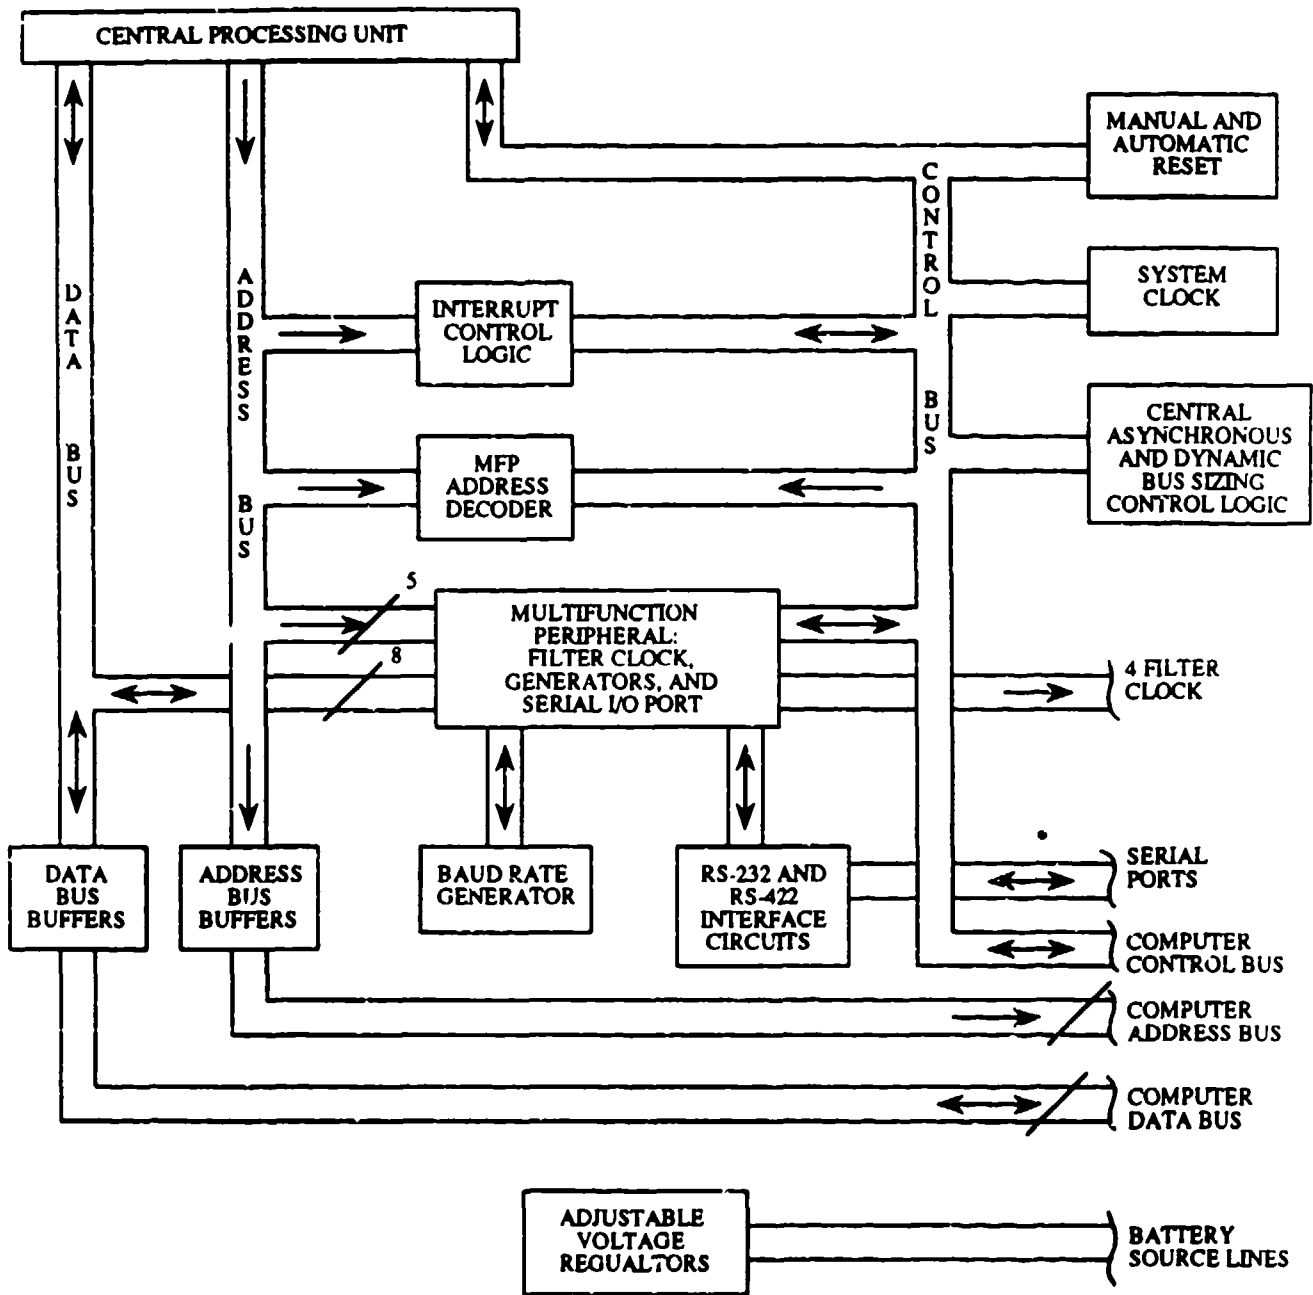 CENTRAL PROCESSING UNIT
MANUAL AND
AUTOMATIC
RESET
CONTROL BUS
SYSTEM
CLOCK
DATA BUS
ADDRESS BUS
INTERRUPT
CONTROL
LOGIC
CENTRAL
ASYNCHRONOUS
AND DYNAMIC
BUS SIZING
CONTROL LOGIC
MFP
ADDRESS
DECODER
5
8
MULTIFUNCTION
PERIPHERAL:
FILTER CLOCK,
GENERATORS, AND
SERIAL I/O PORT
4 FILTER
CLOCK
DATA
BUS
BUFFERS
ADDRESS
BUS
BUFFERS
BAUD RATE
GENERATOR
RS-232 AND
RS-422
INTERFACE
CIRCUITS
SERIAL
PORTS
COMPUTER
CONTROL BUS
COMPUTER
ADDRESS BUS
COMPUTER
DATA BUS
ADJUSTABLE
VOLTAGE
REGUALTORS
BATTERY
SOURCE LINES